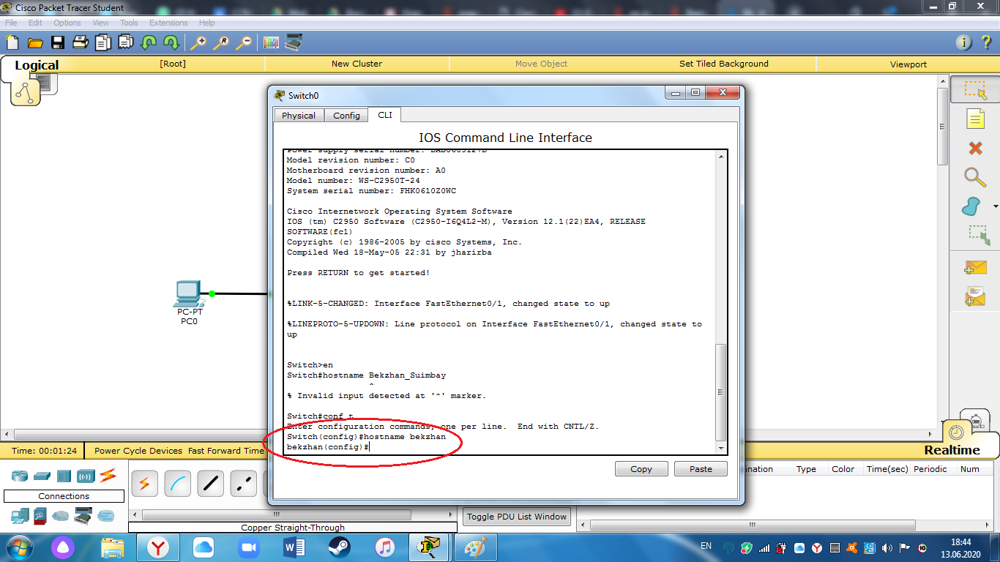 Cisco Packet Tracer Student
File Edit Options View Tools Extensions Help
Logical
[Root]
New Cluster
Move Object
Set Tiled Background
Viewport
Switch0
Physical
Config
CLI
IOS Command Line Interface
Power supply serial number:
Model revision number: C0
Motherboard revision number: A0
Model number: WS-C2950T-24
System serial number: FHK0610Z0WC
Cisco Internetwork Operating System Software
IOS (tm) C2950 Software (C2950-I6Q4L2-M), Version 12.1(22)EA4, RELEASE
SOFTWARE(fc1)
Copyright (c) 1986-2005 by cisco Systems, Inc.
Compiled Wed 18-May-05 22:31 by jharirba
Press RETURN to get started!
%LINK-5-CHANGED: Interface FastEthernet0/1, changed state to up
%LINEPROTO-5-UPDOWN: Line protocol on Interface FastEthernet0/1, changed state to
up
Switch>en
Switch#hostname Bekzhan_Suimbay
^
% Invalid input detected at '^' marker.
Switch#conf t
Enter configuration commands, one per line.  End with CNTL/Z.
Switch(config)#hostname bekzhan
bekzhan(config)#
Copy
Paste
PC-PT
PC0
Time: 00:01:24
Power Cycle Devices Fast Forward Time
Realtime
Connections
Copper Straight-Through
Toggle PDU List Window
ination Type Color Time(sec) Periodic Num
EN
18:44
13.06.2020